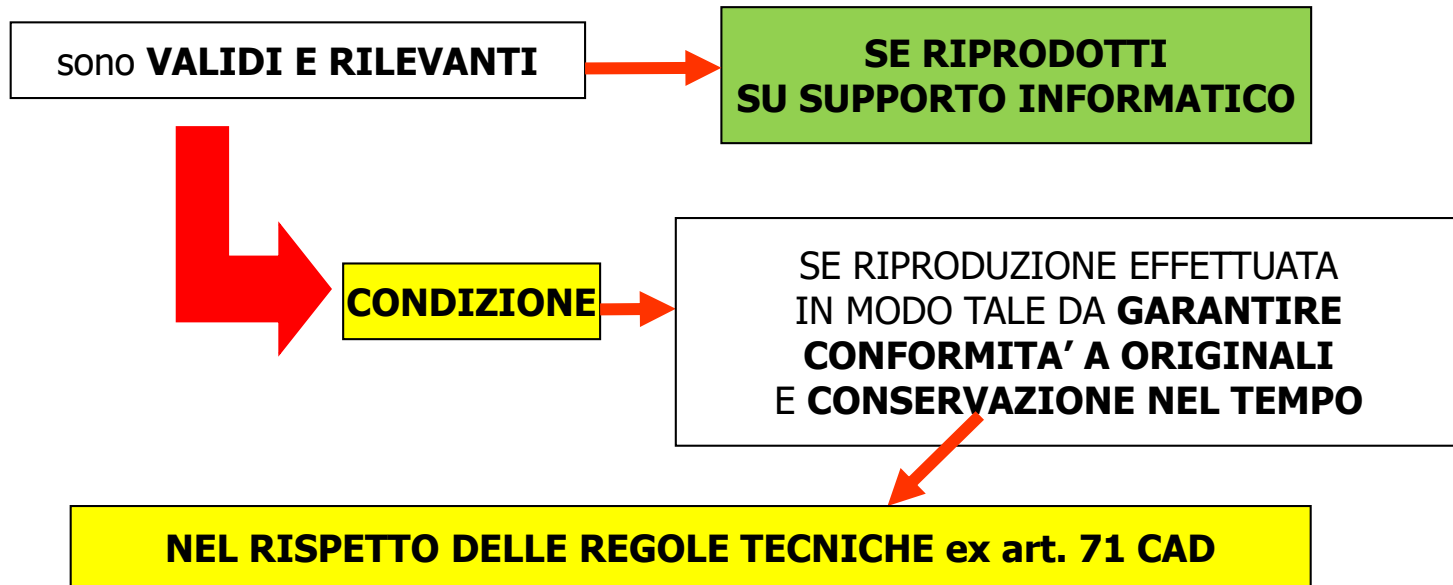 sono VALIDI E RILEVANTI
SE RIPRODOTTI
SU SUPPORTO INFORMATICO
CONDIZIONE
SE RIPRODUZIONE EFFETTUATA
IN MODO TALE DA GARANTIRE
CONFORMITA’ A ORIGINALI
E CONSERVAZIONE NEL TEMPO
NEL RISPETTO DELLE REGOLE TECNICHE ex art. 71 CAD